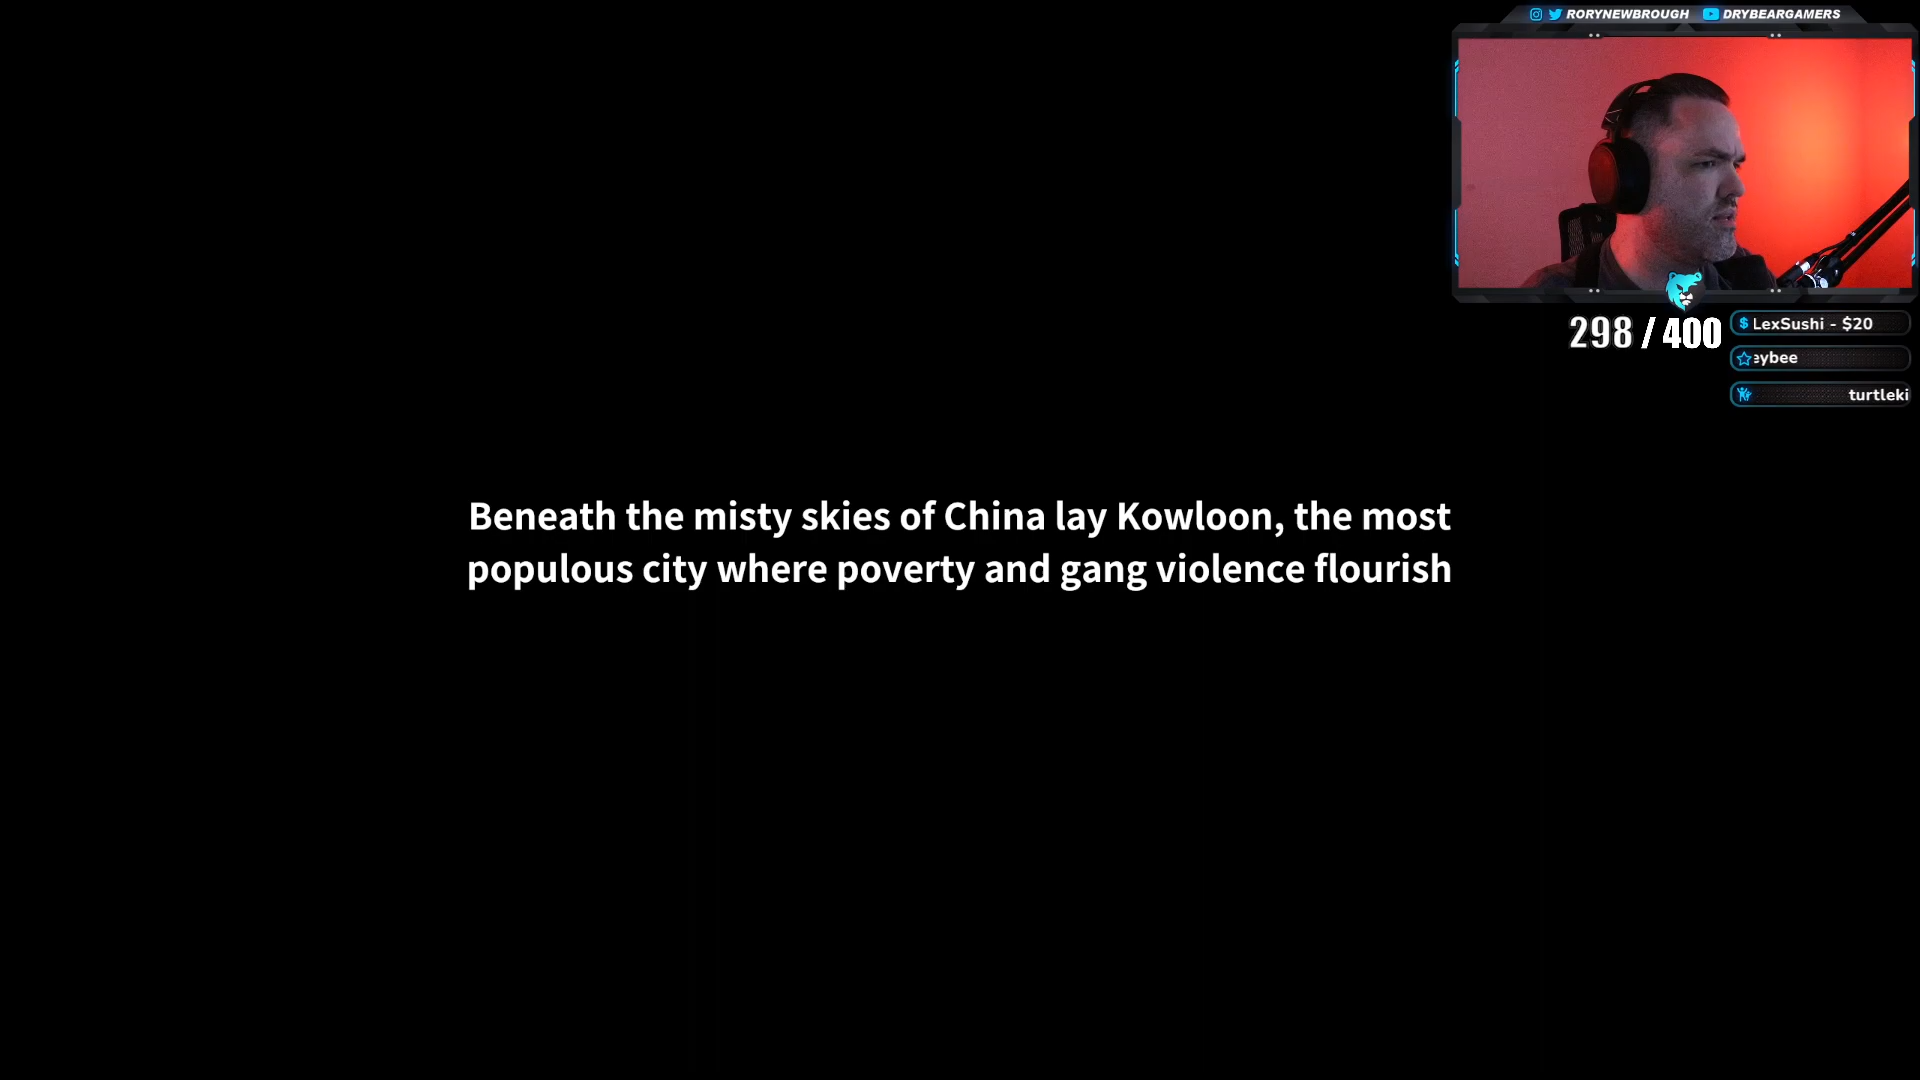 RORYNEWBROUGH DRYBEARGAMERS
298 / 400
LexSushi - $20
eybee
turtleki
Beneath the misty skies of China lay Kowloon, the most
populous city where poverty and gang violence flourish